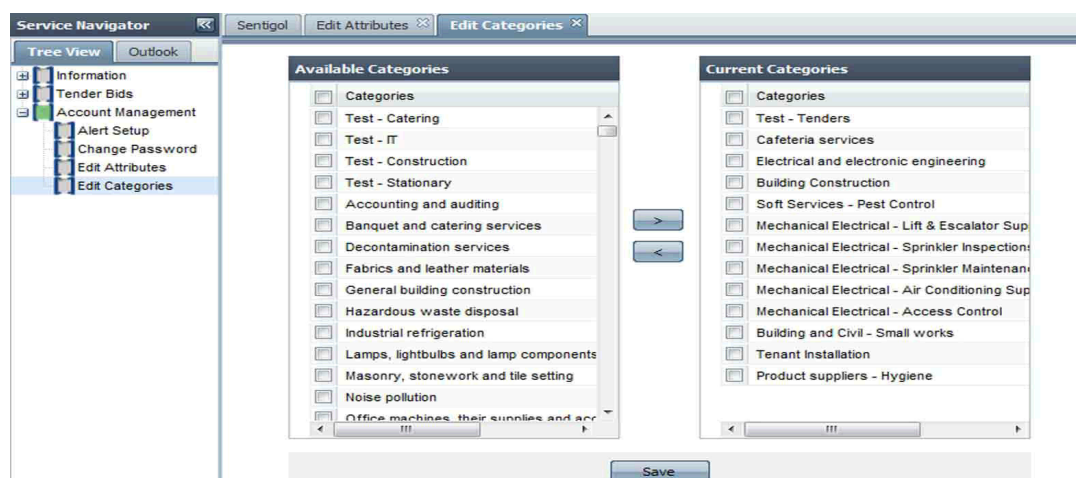 Service Navigator
Sentigol
Edit Attributes
Edit Categories
Tree View
Outlook
Information
Tender Bids
Account Management
Alert Setup
Change Password
Edit Attributes
Edit Categories
Available Categories
Categories
Test - Catering
Test - IT
Test - Construction
Test - Stationary
Accounting and auditing
Banquet and catering services
Decontamination services
Fabrics and leather materials
General building construction
Hazardous waste disposal
Industrial refrigeration
Lamps, lightbulbs and lamp components
Masonry, stonework and tile setting
Noise pollution
Office machines, their supplies and acc
>
<
Current Categories
Categories
Test - Tenders
Cafeteria services
Electrical and electronic engineering
Building Construction
Soft Services - Pest Control
Mechanical Electrical - Lift & Escalator Sup
Mechanical Electrical - Sprinkler Inspections
Mechanical Electrical - Sprinkler Maintenan
Mechanical Electrical - Air Conditioning Sup
Mechanical Electrical - Access Control
Building and Civil - Small works
Tenant Installation
Product suppliers - Hygiene
Save